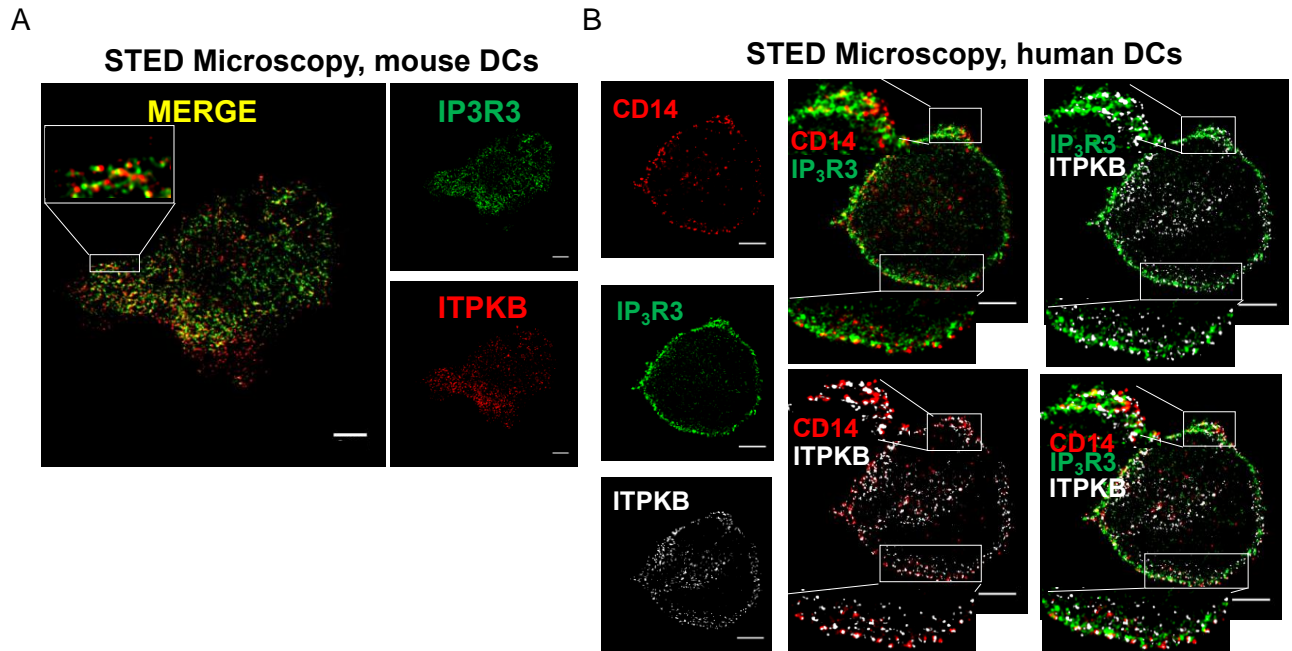 A
STED Microscopy, mouse DCs
MERGE
IP3R3
ITPKB
B
STED Microscopy, human DCs
CD14
IP₃R3
ITPKB
CD14
IP₃R3
IP₃R3
ITPKB
CD14
ITPKB
CD14
IP₃R3
ITPKB